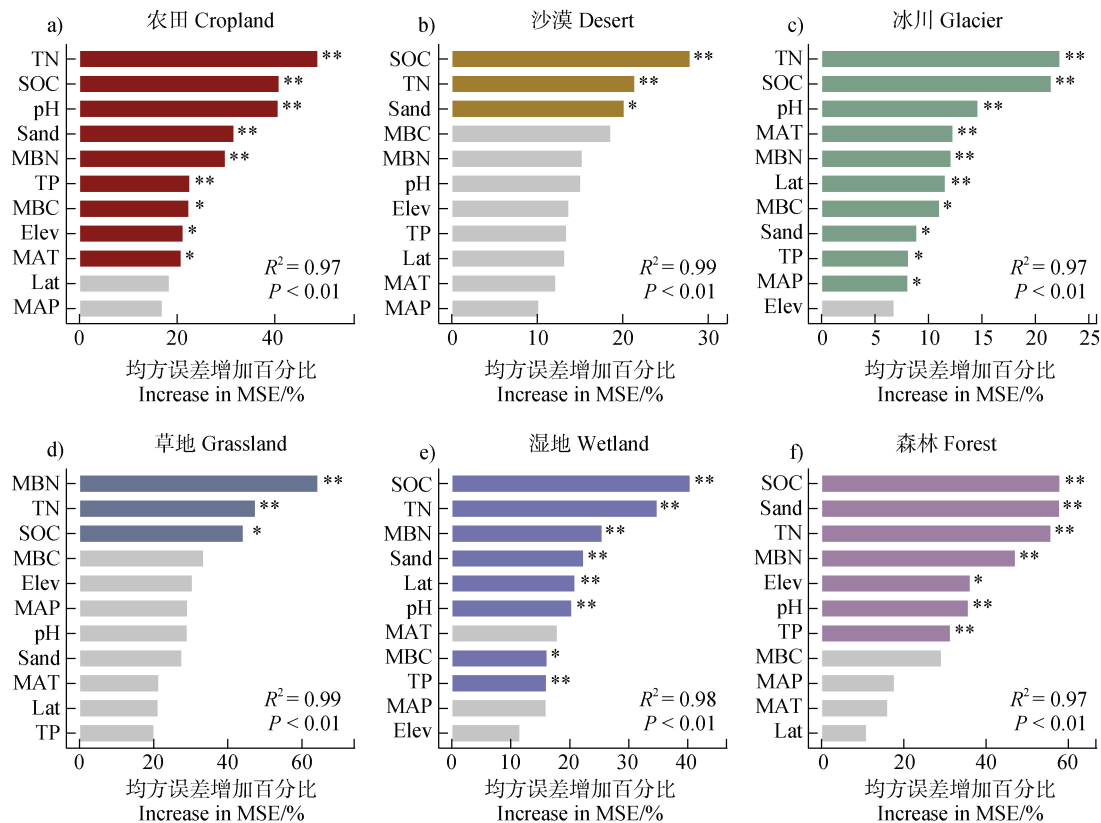 a)
农田 Cropland
TN
**
SOC
**
pH
**
Sand
**
MBN
**
TP
**
MBC
*
Elev
*
MAT
*
Lat
MAP
R² = 0.97
P < 0.01
0 20 40
均方误差增加百分比
Increase in MSE/%
b)
沙漠 Desert
SOC
**
TN
**
Sand
*
MBC
MBN
pH
Elev
TP
Lat
MAT
MAP
R² = 0.99
P < 0.01
0 10 20 30
均方误差增加百分比
Increase in MSE/%
c)
冰川 Glacier
TN
**
SOC
**
pH
**
MAT
**
MBN
**
Lat
**
MBC
*
Sand
*
TP
*
MAP
*
Elev
R² = 0.97
P < 0.01
0 5 10 15 20 25
均方误差增加百分比
Increase in MSE/%
d)
草地 Grassland
MBN
**
TN
**
SOC
*
MBC
Elev
MAP
pH
Sand
MAT
Lat
TP
R² = 0.99
P < 0.01
0 20 40 60
均方误差增加百分比
Increase in MSE/%
e)
湿地 Wetland
SOC
**
TN
**
MBN
**
Sand
**
Lat
**
pH
**
MAT
MBC
*
TP
**
MAP
Elev
R² = 0.98
P < 0.01
0 10 20 30 40
均方误差增加百分比
Increase in MSE/%
f)
森林 Forest
SOC
**
Sand
**
TN
**
MBN
**
Elev
*
pH
**
TP
**
MBC
MAP
MAT
Lat
R² = 0.97
P < 0.01
0 20 40 60
均方误差增加百分比
Increase in MSE/%